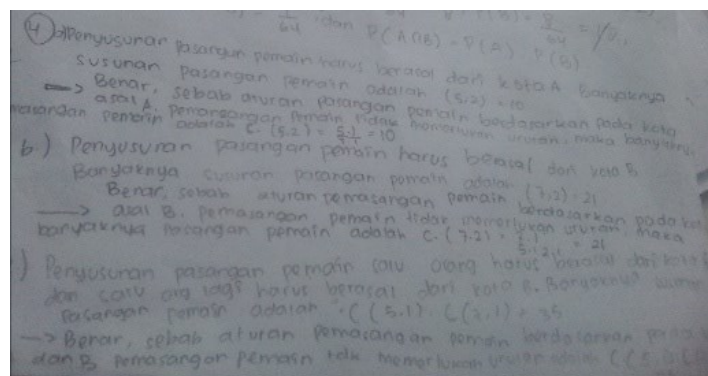 1/64 dan P(A∩B) = P(A) . P(B)
4) a) Penyusunan pasangan pemain harus berasal dari kota A Banyaknya
susunan pasangan pemain adalah (5.2) = 10
—> Benar, sebab aturan pasangan pemain berdasarkan pada kota
asal A. Pemasangan pemain tidak memerlukan urutan, maka banyaknya
pasangan pemain adalah C. (5.2) = = 10
b.) Penyusunan pasangan pemain harus berasal dari kota B
Banyaknya susunan pasangan pemain adalah (7,2) = 21
Benar, sebab aturan pemasangan pemain berdasarkan pada kota
—> asal B. pemasangan pemain tidak memerlukan urutan, maka
banyaknya pasangan pemain adalah C. (7.2) = = 21
) Penyusunan pasangan pemain satu orang harus berasal dari kota
dan satu org lagi harus berasal dari kota B. Banyaknya
pasangan pemain adalah C (5.1) . C (7,1) = 35
—> Benar, sebab aturan pemasangan pemain berdasarkan pada
dan B pemasangan pemain tdk memerlukan urutan adalah C (5,